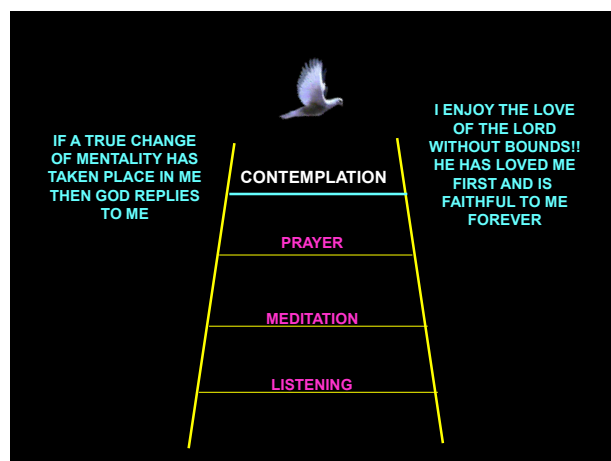 IF A TRUE CHANGE
OF MENTALITY HAS
TAKEN PLACE IN ME
THEN GOD REPLIES
TO ME
I ENJOY THE LOVE
OF THE LORD
WITHOUT BOUNDS!!
HE HAS LOVED ME
FIRST AND IS
FAITHFUL TO ME
FOREVER
CONTEMPLATION
PRAYER
MEDITATION
LISTENING